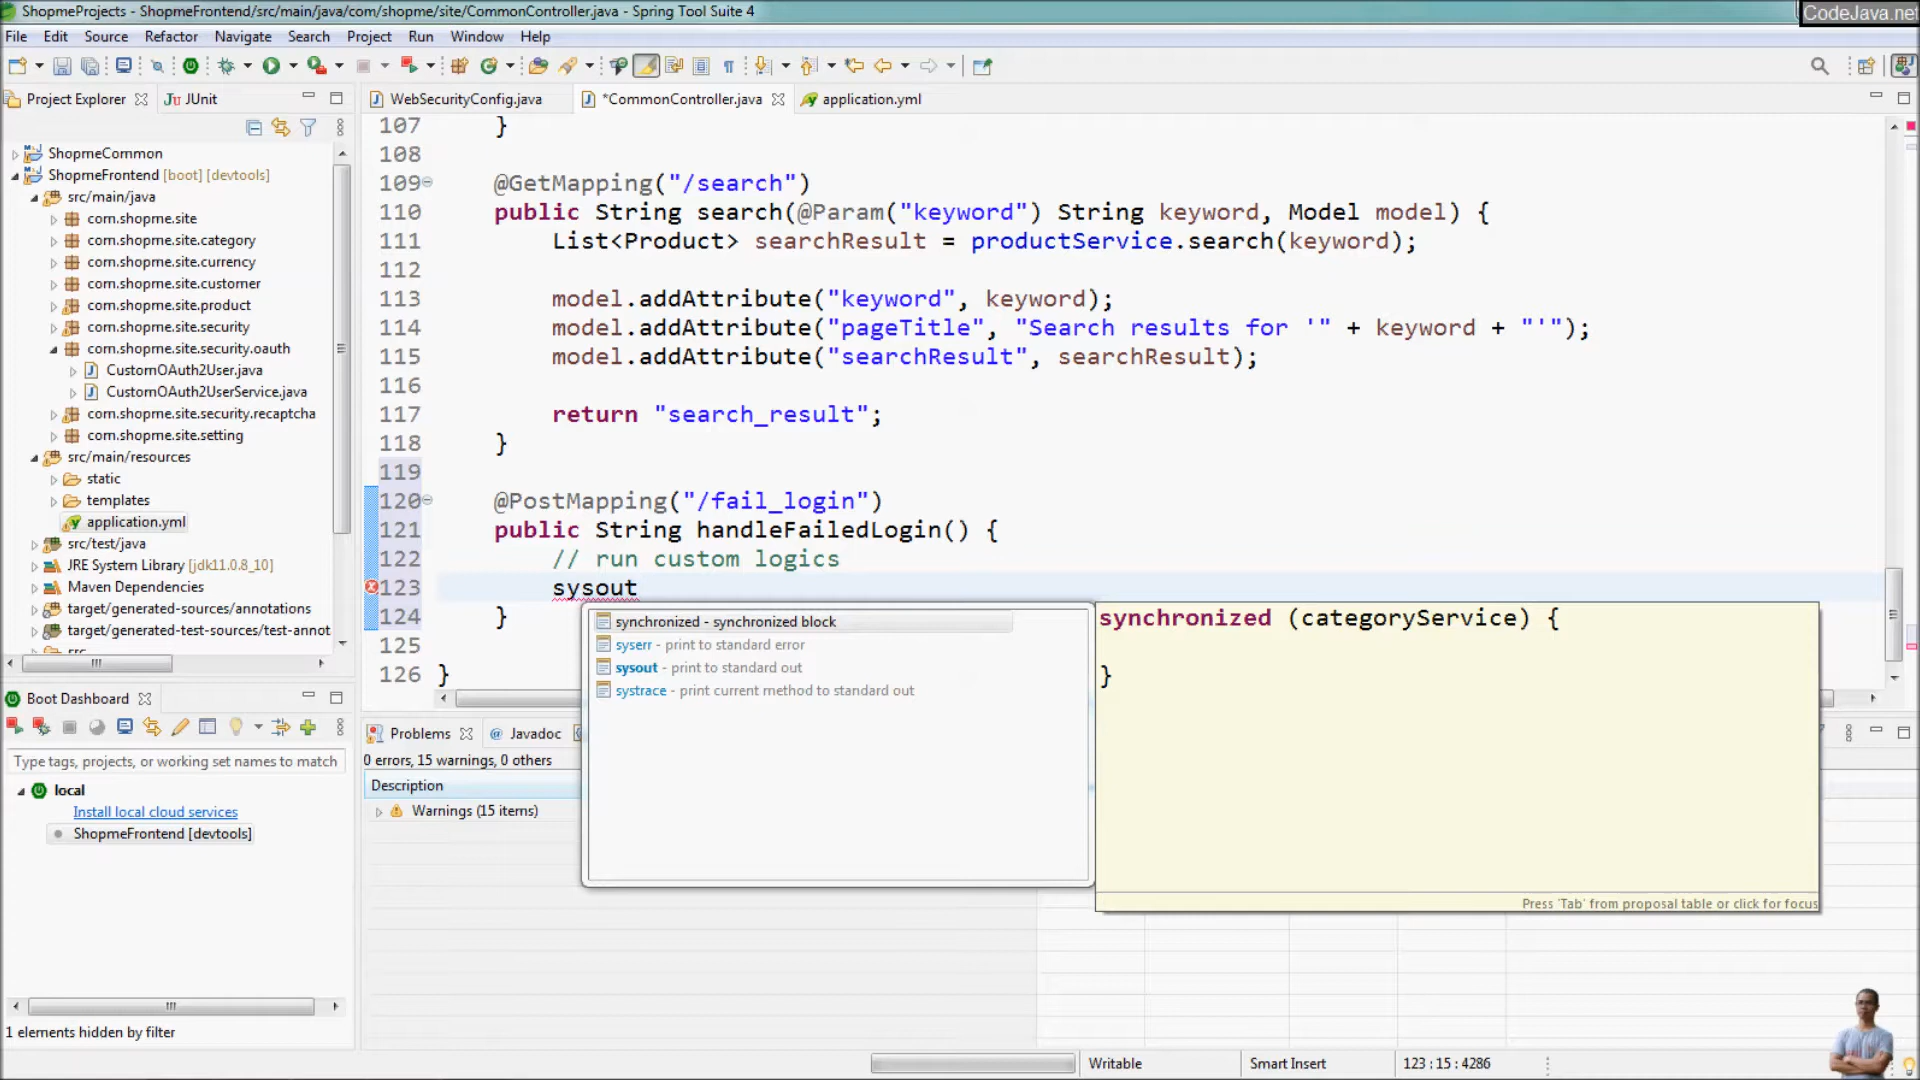 ShopmeProjects - ShopmeFrontend/src/main/java/com/shopme/site/CommonController.java - Spring Tool Suite 4
CodeJava.net
File Edit Source Refactor Navigate Search Project Run Window Help
Project Explorer JUnit
WebSecurityConfig.java *CommonController.java application.yml
ShopmeCommon
ShopmeFrontend [boot] [devtools]
src/main/java
com.shopme.site
com.shopme.site.category
com.shopme.site.currency
com.shopme.site.customer
com.shopme.site.product
com.shopme.site.security
com.shopme.site.security.oauth
CustomOAuth2User.java
CustomOAuth2UserService.java
com.shopme.site.security.recaptcha
com.shopme.site.setting
src/main/resources
static
templates
application.yml
src/test/java
JRE System Library [jdk11.0.8_10]
Maven Dependencies
target/generated-sources/annotations
target/generated-test-sources/test-annot
107 }
108
109 @GetMapping("/search")
110 public String search(@Param("keyword") String keyword, Model model) {
111 List<Product> searchResult = productService.search(keyword);
112
113 model.addAttribute("keyword", keyword);
114 model.addAttribute("pageTitle", "Search results for '" + keyword + "'");
115 model.addAttribute("searchResult", searchResult);
116
117 return "search_result";
118 }
119
120 @PostMapping("/fail_login")
121 public String handleFailedLogin() {
122 // run custom logics
123 sysout
124 }
125
126 }
synchronized - synchronized block
syserr - print to standard error
sysout - print to standard out
systrace - print current method to standard out
synchronized (categoryService) {
}
Press 'Tab' from proposal table or click for focus
Boot Dashboard
Type tags, projects, or working set names to match
local
Install local cloud services
ShopmeFrontend [devtools]
1 elements hidden by filter
Problems @ Javadoc
0 errors, 15 warnings, 0 others
Description
Warnings (15 items)
Writable Smart Insert 123 : 15 : 4286